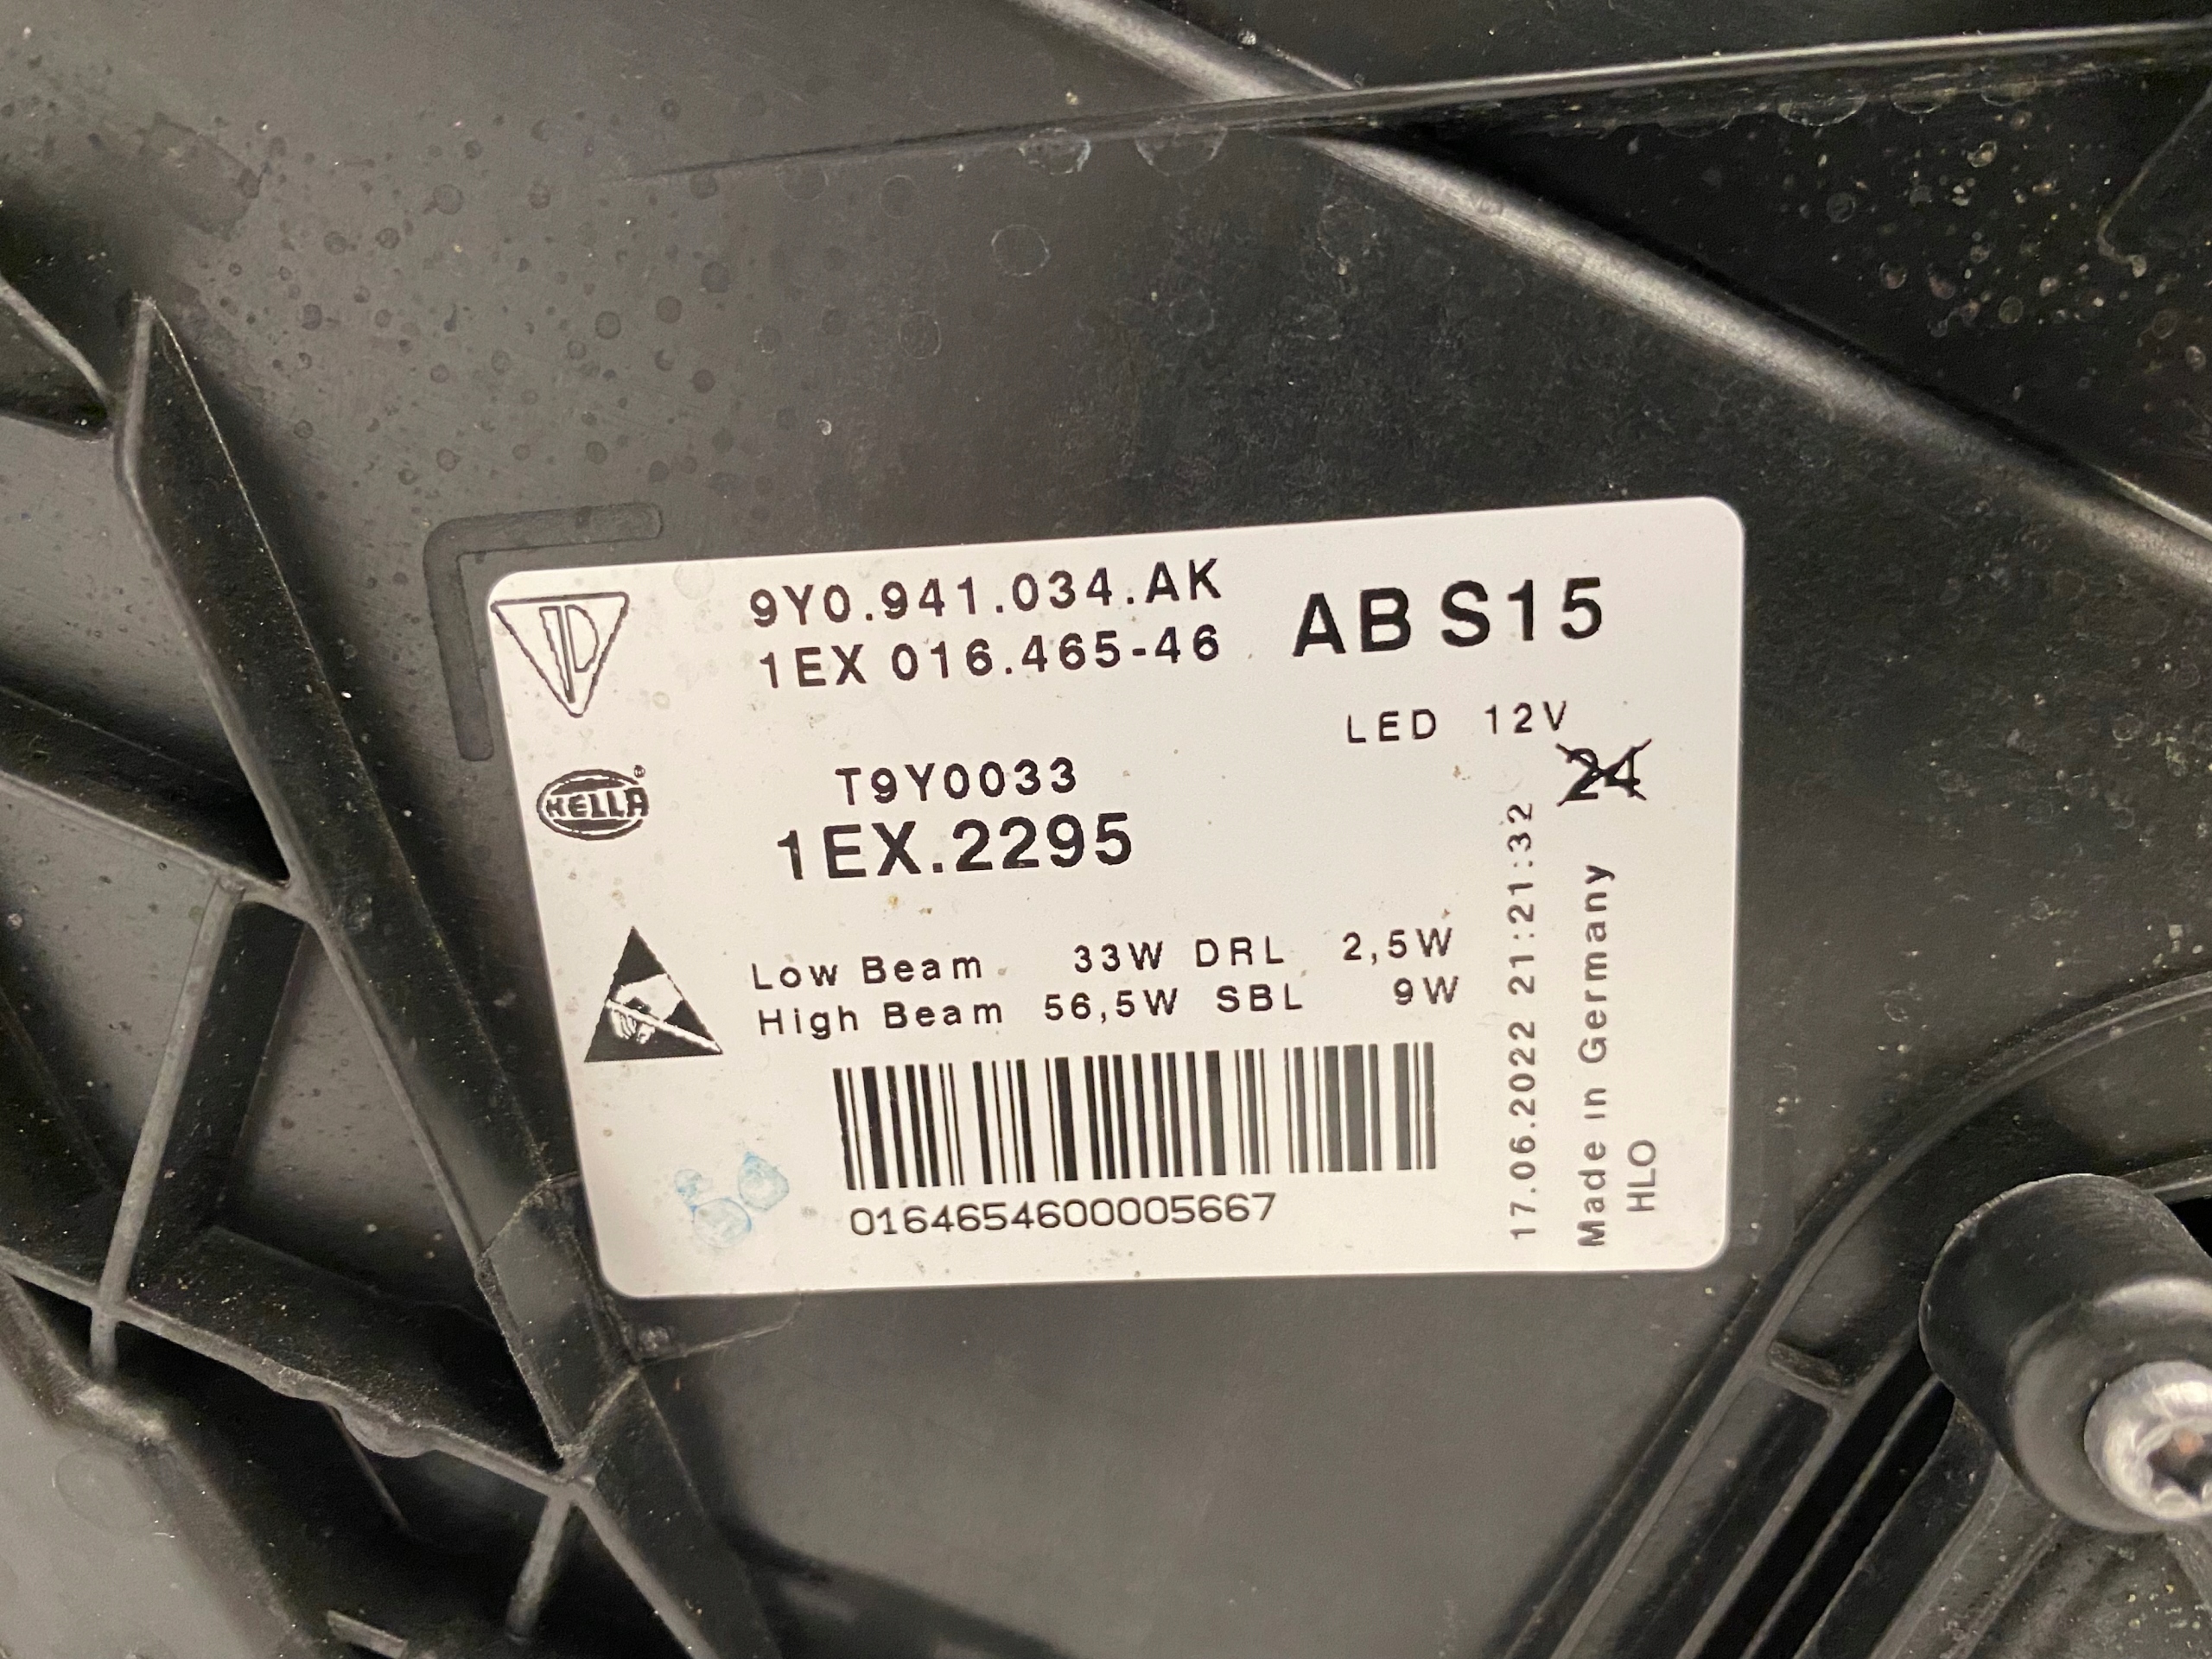 9Y0.941.034.AK
1EX 016.465-46
AB S15
LED 12V
24
HELLA
T9Y0033
1EX.2295
Low Beam 33W DRL 2,5W
High Beam 56,5W SBL 9W
0164654600005667
17.06.2022 21:21:32
Made in Germany
HLO